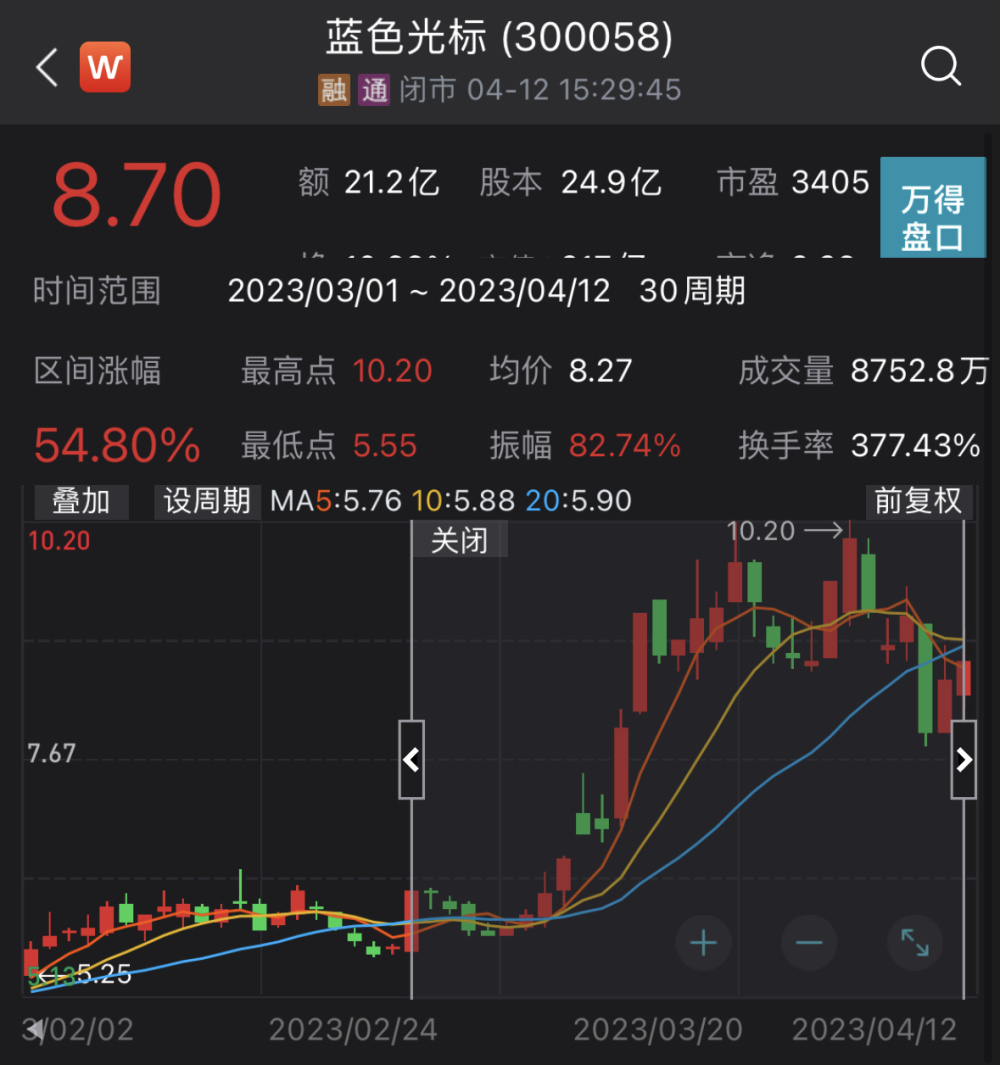 蓝色光标 (300058)
W
融 通 闭市 04-12 15:29:45
8.70 额 21.2亿 股本 24.9亿 市盈 3405
万得
盘口
时间范围 2023/03/01 ~ 2023/04/12 30周期
区间涨幅 最高点 10.20 均价 8.27 成交量 8752.8万
54.80% 最低点 5.55 振幅 82.74% 换手率 377.43%
叠加 设周期 MA5:5.76 10:5.88 20:5.90 前复权
10.20 关闭 10.20
7.67
5.13 5.25
3/02/02 2023/02/24 2023/03/20 2023/04/12